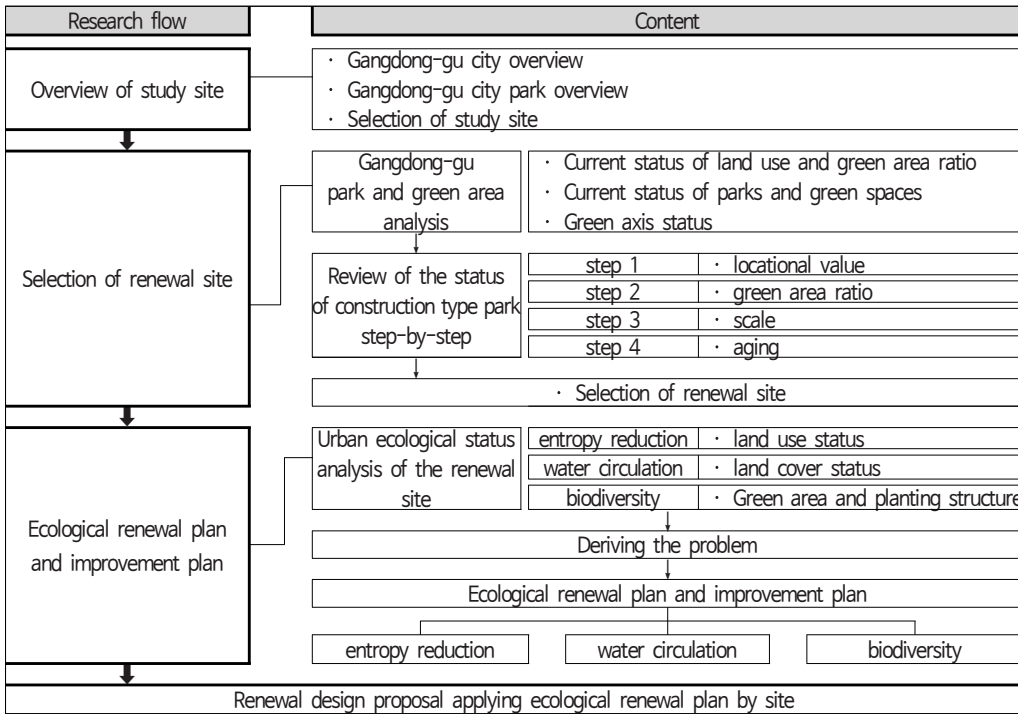 Research flow
Content
Overview of study site
· Gangdong-gu city overview
· Gangdong-gu city park overview
· Selection of study site
Selection of renewal site
Gangdong-gu
park and green area
analysis
· Current status of land use and green area ratio
· Current status of parks and green spaces
· Green axis status
Review of the status
of construction type park
step-by-step
step 1
· locational value
step 2
· green area ratio
step 3
· scale
step 4
· aging
· Selection of renewal site
Ecological renewal plan
and improvement plan
Urban ecological status
analysis of the renewal
site
entropy reduction
· land use status
water circulation
· land cover status
biodiversity
· Green area and planting structure
Deriving the problem
Ecological renewal plan and improvement plan
entropy reduction
water circulation
biodiversity
Renewal design proposal applying ecological renewal plan by site